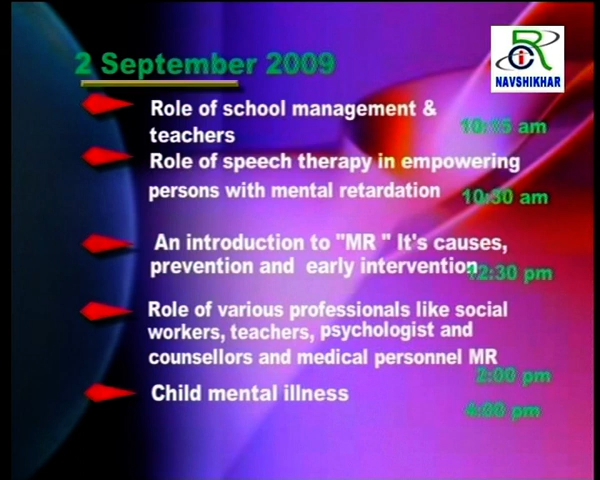 2 September 2009
RCi
NAVSHIKHAR
Role of school management &
teachers
10:15 am
Role of speech therapy in empowering
persons with mental retardation
10:30 am
An introduction to "MR " It's causes,
prevention and early intervention
12:30 pm
Role of various professionals like social
workers, teachers, psychologist and
counsellors and medical personnel MR
2:00 pm
Child mental illness
4:00 pm